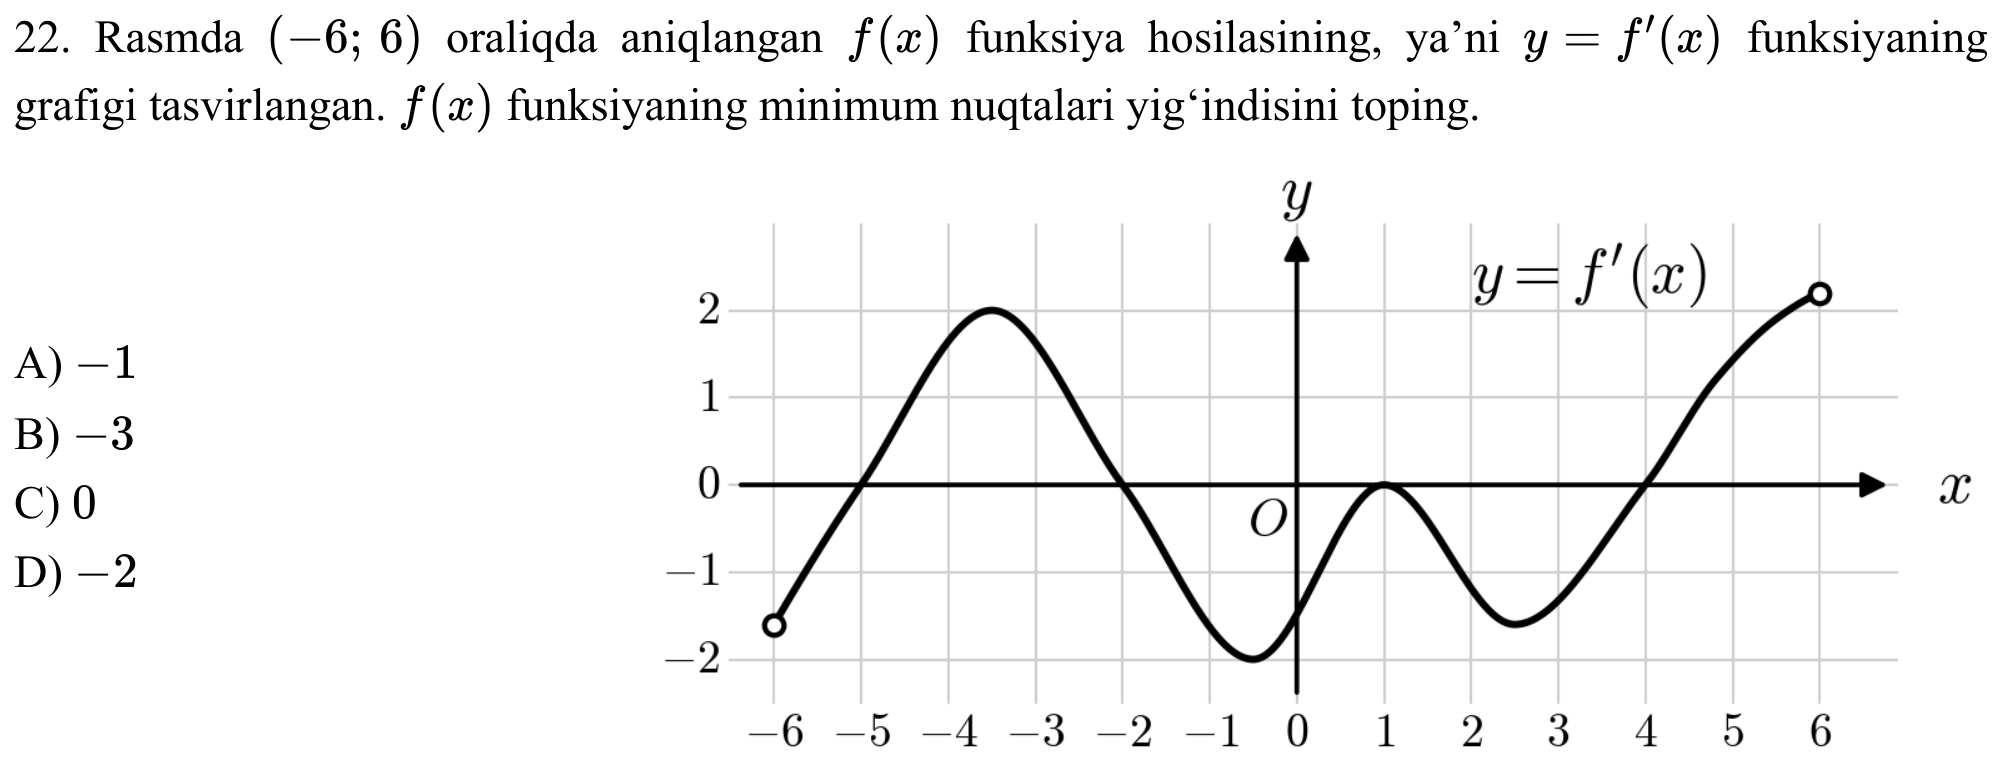 22. Rasmda (−6; 6) oraliqda aniqlangan f(x) funksiya hosilasining, ya’ni y = f′(x) funksiyaning
grafigi tasvirlangan. f(x) funksiyaning minimum nuqtalari yig‘indisini toping.
A) −1
B) −3
C) 0
D) −2
y
y = f′(x)
2
1
0
−1
−2
O
x
−6 −5 −4 −3 −2 −1 0 1 2 3 4 5 6